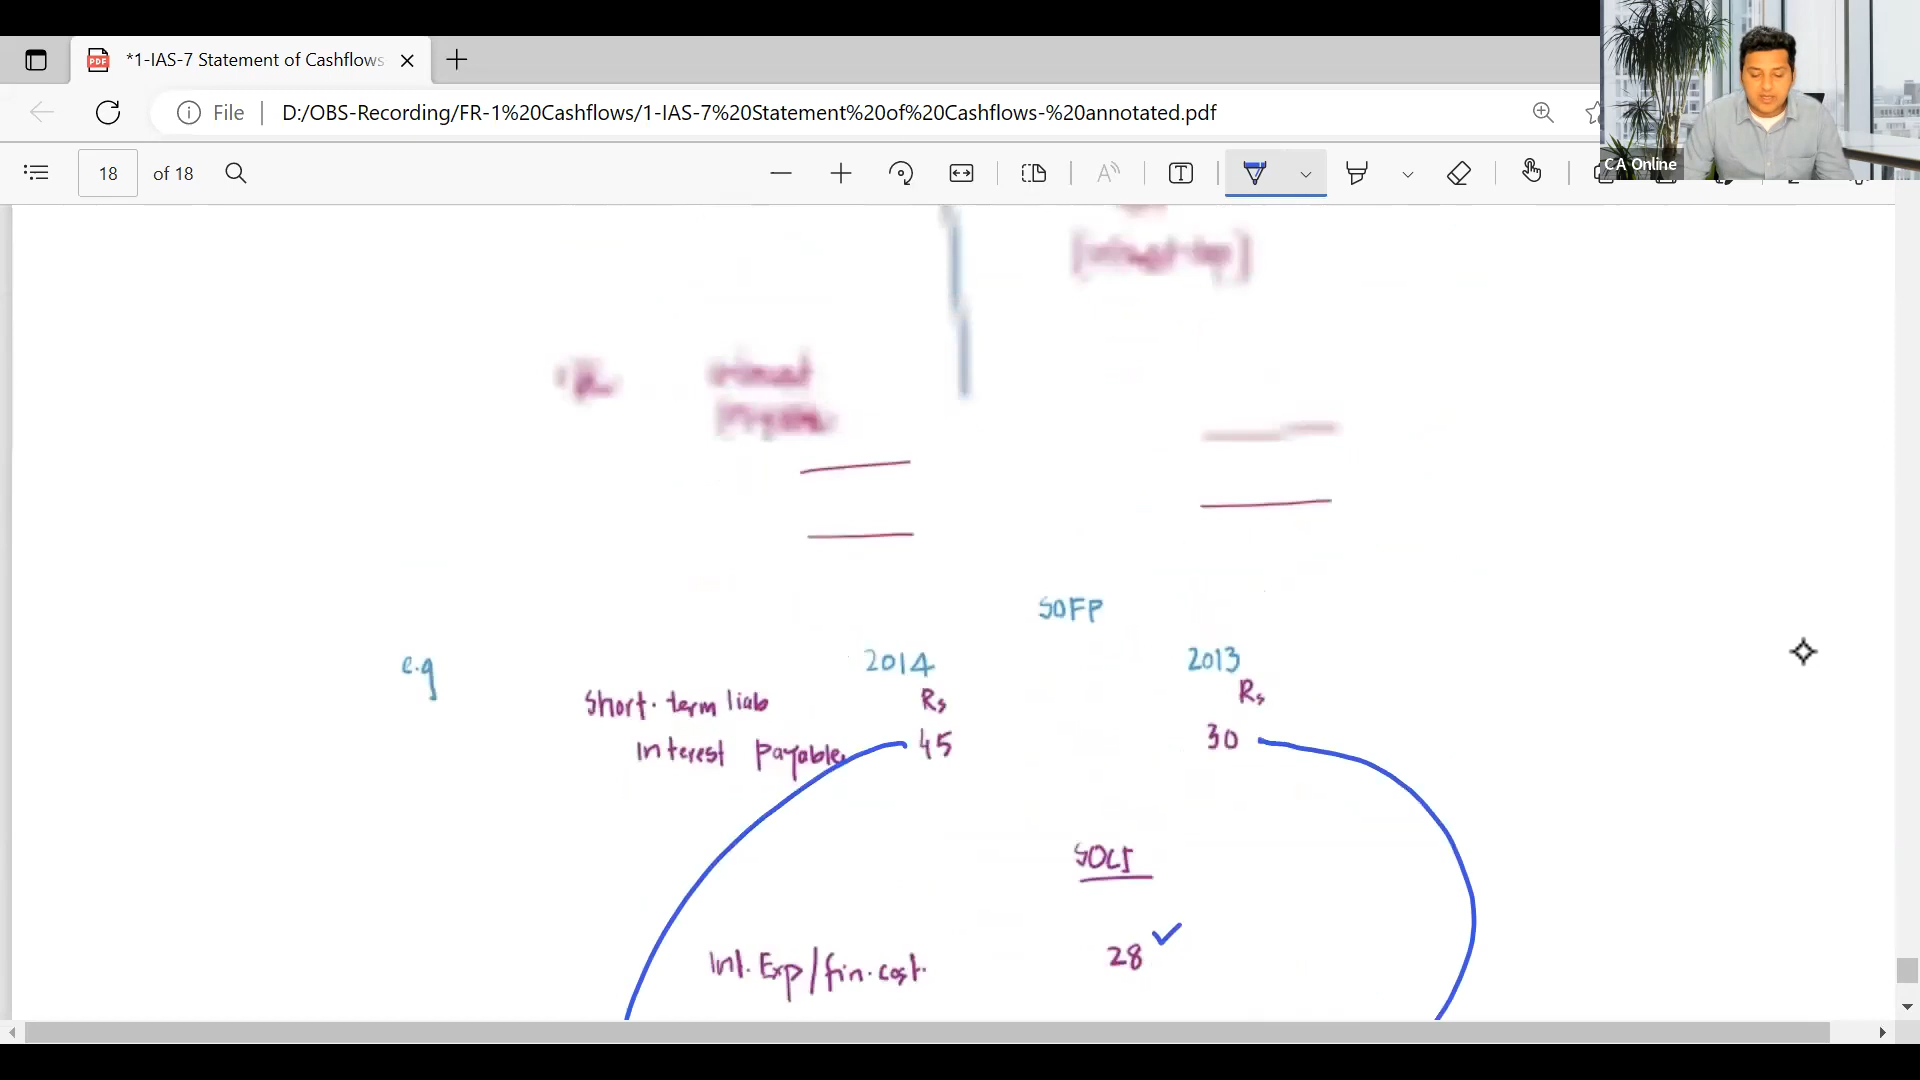 *1-IAS-7 Statement of Cashflows
File
D:/OBS-Recording/FR-1%20Cashflows/1-IAS-7%20Statement%20of%20Cashflows-%20annotated.pdf
18 of 18
CA Online
SOFP
e.g 2014 2013
Short-term liab Rs Rs
Interest payable 45 30
SOCI
Int. Exp/fin.cost. 28